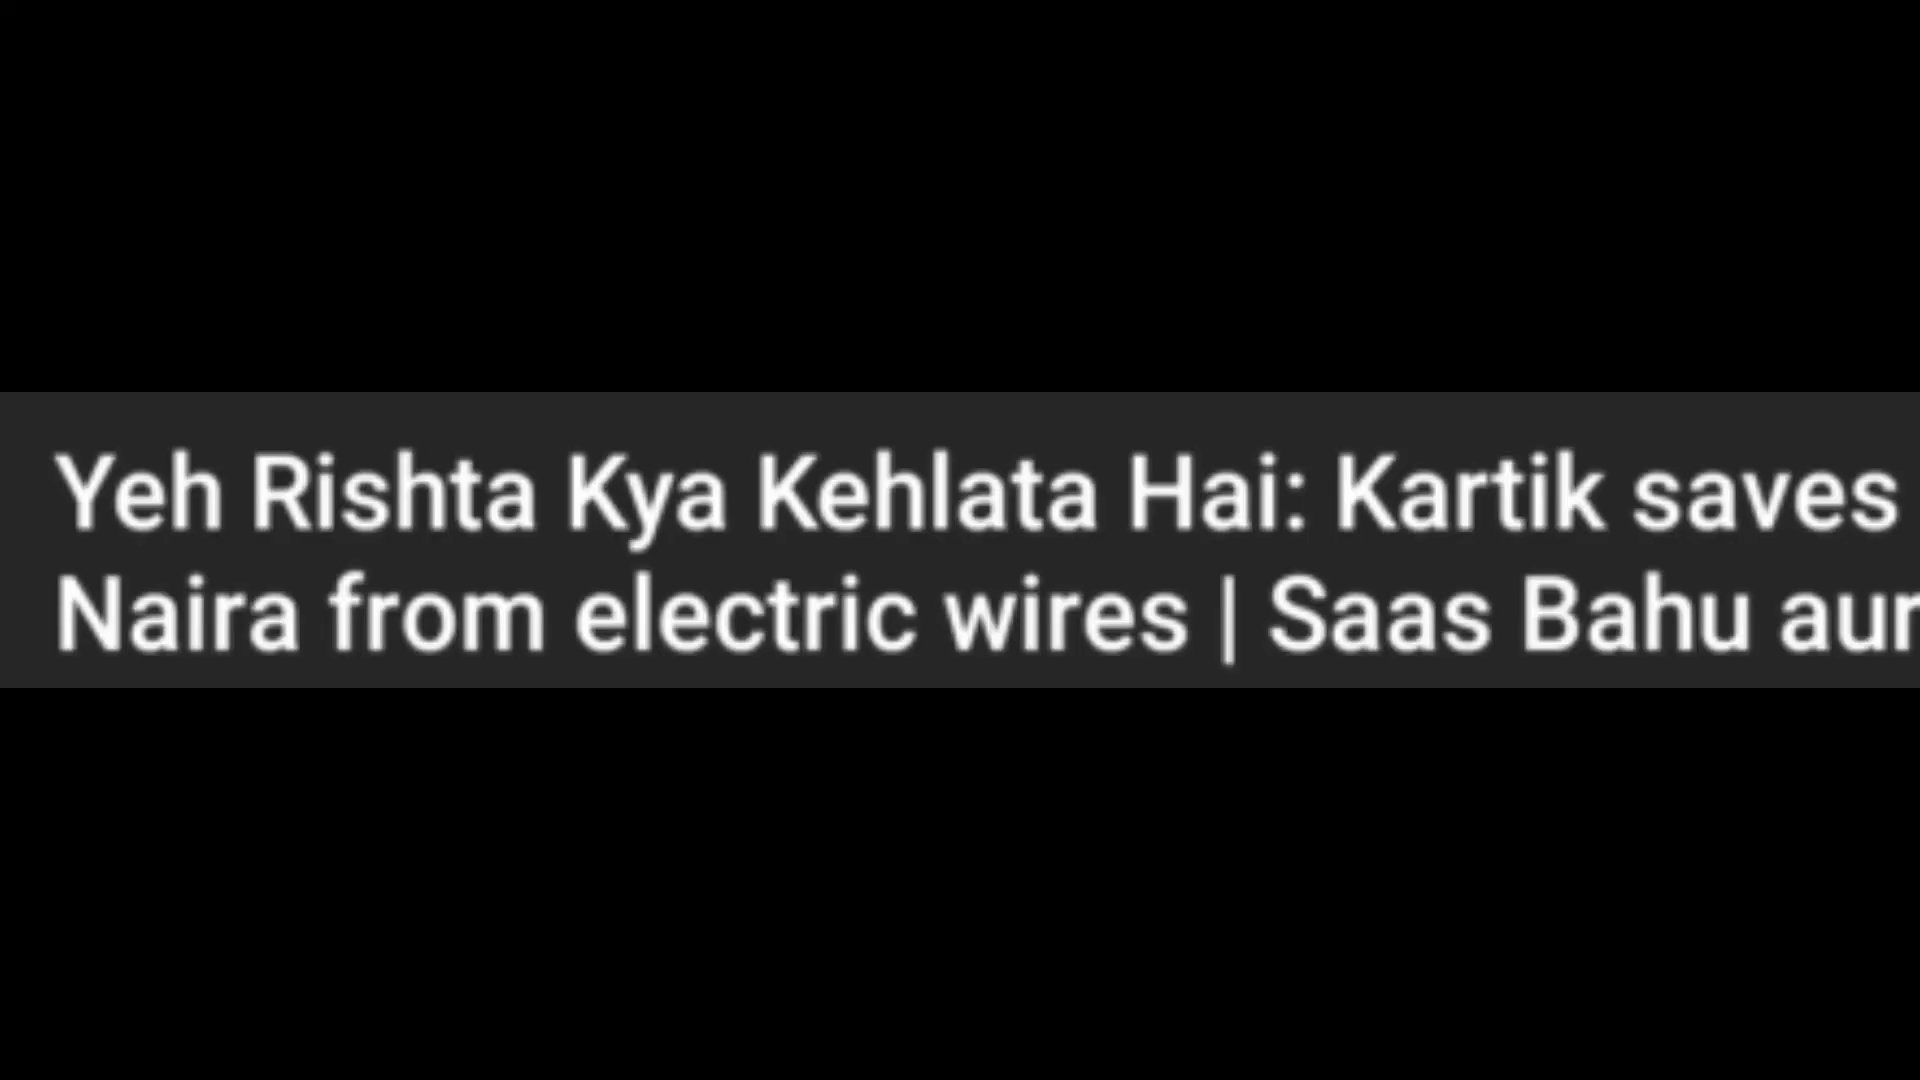 Yeh Rishta Kya Kehlata Hai: Kartik saves
Naira from electric wires | Saas Bahu aur